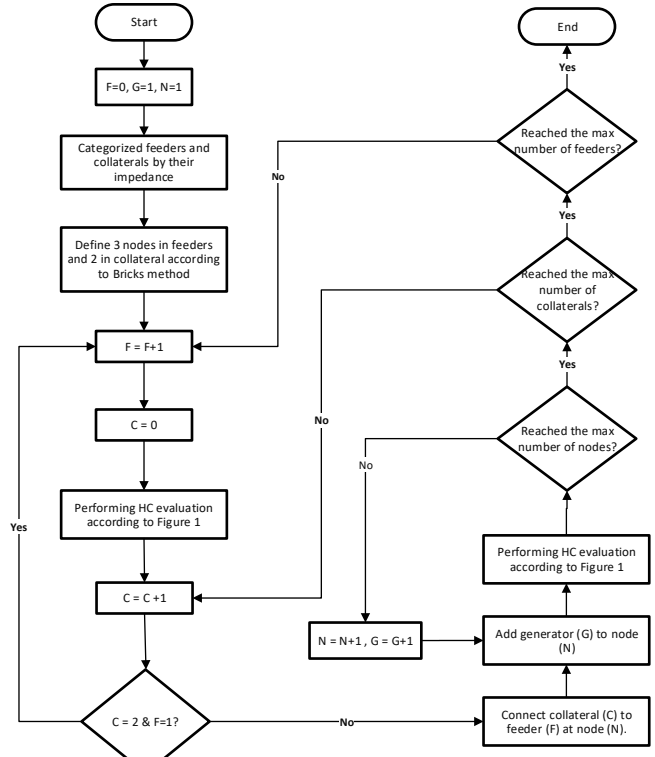 Start
F=0, G=1, N=1
Categorized feeders and
collaterals by their
impedance
Define 3 nodes in feeders
and 2 in collateral according
to Bricks method
F = F+1
C = 0
Performing HC evaluation
according to Figure 1
C = C +1
C = 2 & F=1?
Yes
No
Connect collateral (C) to
feeder (F) at node (N).
Add generator (G) to node
(N)
N = N+1 , G = G+1
Performing HC evaluation
according to Figure 1
Reached the max
number of nodes?
No
Yes
Reached the max
number of
collaterals?
No
Yes
Reached the max
number of feeders?
No
Yes
End